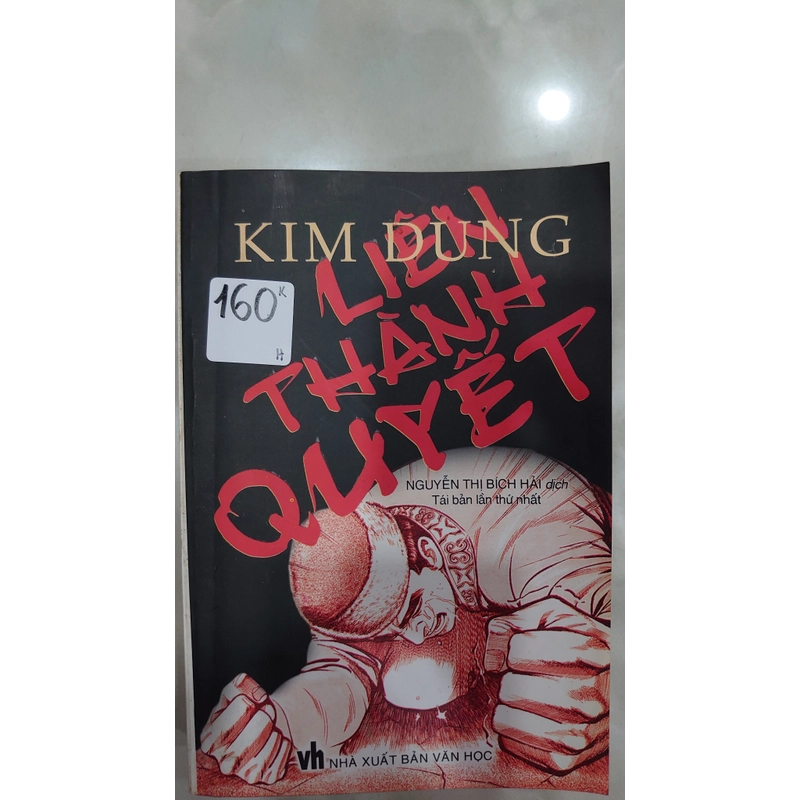 KIM DUNG
160K
H
LIÊN
THÀNH
QUYẾT
NGUYỄN THỊ BÍCH HẢI dịch
Tái bản lần thứ nhất
vh NHÀ XUẤT BẢN VĂN HỌC